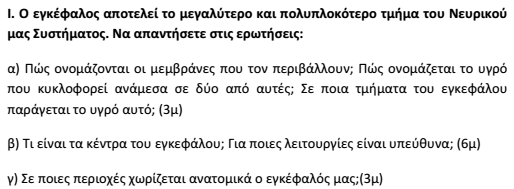 Ι. Ο εγκέφαλος αποτελεί το μεγαλύτερο και πολυπλοκότερο τμήμα του Νευρικού
μας Συστήματος. Να απαντήσετε στις ερωτήσεις:
α) Πώς ονομάζονται οι μεμβράνες που τον περιβάλλουν; Πώς ονομάζεται το υγρό
που κυκλοφορεί ανάμεσα σε δύο από αυτές; Σε ποια τμήματα του εγκεφάλου
παράγεται το υγρό αυτό; (3μ)
β) Τι είναι τα κέντρα του εγκεφάλου; Για ποιες λειτουργίες είναι υπεύθυνα; (6μ)
γ) Σε ποιες περιοχές χωρίζεται ανατομικά ο εγκέφαλός μας;(3μ)